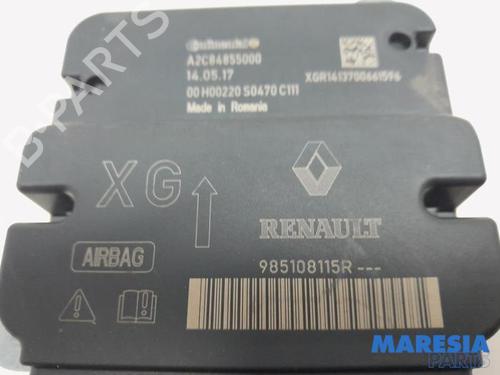 Continental
A2C84855000
14.05.17
00 H00220 S0470 C111
Made in Romania
XGR1613700661596
XG
RENAULT
AIRBAG
985108115R ---
B-PARTS
MARESIA
PARTS